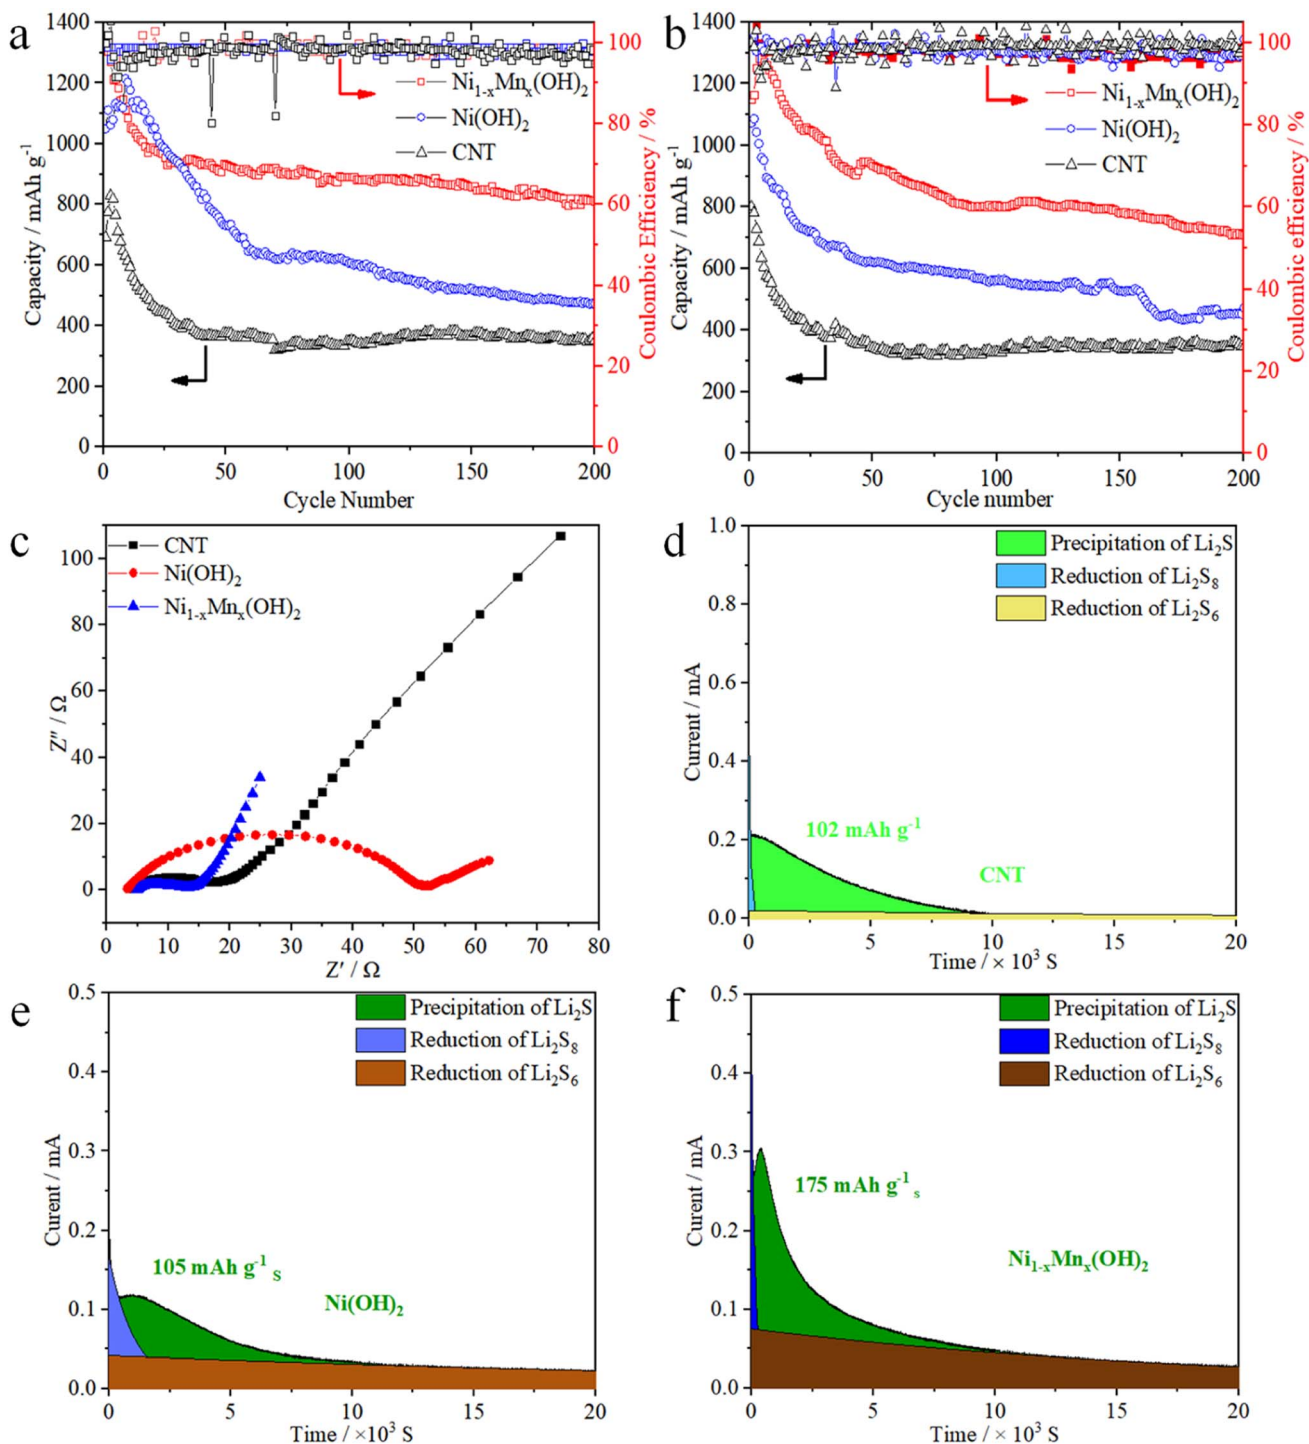 a
1400
1200
1000
800
600
400
200
0
Capacity / mAh g-1
0 50 100 150 200
Cycle Number
100
80
60
40
20
0
Coulombic Efficiency / %
Ni1-xMnx(OH)2
Ni(OH)2
CNT
b
1400
1200
1000
800
600
400
200
0
Capacity / mAh g-1
0 50 100 150 200
Cycle number
100
80
60
40
20
0
Coulombic efficiency / %
Ni1-xMnx(OH)2
Ni(OH)2
CNT
c
CNT
Ni(OH)2
Ni1-xMnx(OH)2
100
80
60
40
20
0
Z″ / Ω
0 10 20 30 40 50 60 70 80
Z′ / Ω
d
Precipitation of Li2S
Reduction of Li2S8
Reduction of Li2S6
1.0
0.8
0.6
0.4
0.2
0.0
Current / mA
102 mAh g-1
CNT
0 5 10 15 20
Time / × 10³ S
e
Precipitation of Li2S
Reduction of Li2S8
Reduction of Li2S6
0.5
0.4
0.3
0.2
0.1
0.0
Curent / mA
105 mAh g-1 S
Ni(OH)2
0 5 10 15 20
Time / ×10³ S
f
Precipitation of Li2S
Reduction of Li2S8
Reduction of Li2S6
0.5
0.4
0.3
0.2
0.1
0.0
Current / mA
175 mAh g-1 s
Ni1-xMnx(OH)2
0 5 10 15 20
Time / × 10³ S